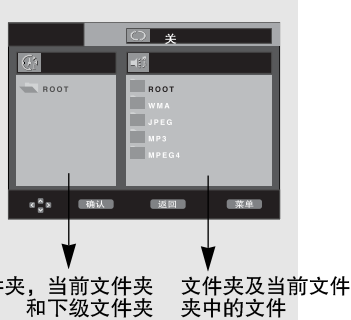 关
ROOT
ROOT
WMA
JPEG
MP3
MPEG4
确认 返回 菜单
夹，当前文件夹
和下级文件夹
文件夹及当前文件
夹中的文件